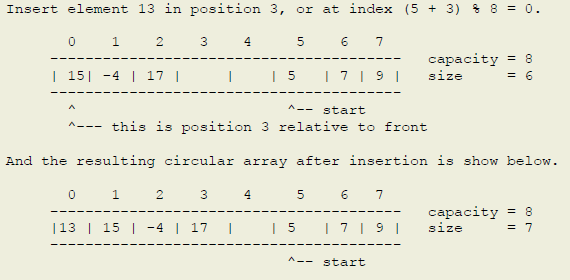 Insert element 13 in position 3, or at index (5 + 3) % 8 = 0.
0 1 2 3 4 5 6 7
----------------------------------------
| 15| -4 | 17 | | | 5 | 7 | 9 | capacity = 8
size = 6
----------------------------------------
^ ^-- start
^--- this is position 3 relative to front
And the resulting circular array after insertion is show below.
0 1 2 3 4 5 6 7
----------------------------------------
|13 | 15 | -4 | 17 | | 5 | 7 | 9 | capacity = 8
size = 7
----------------------------------------
^-- start